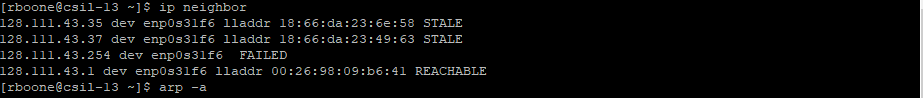 [rboone@csil-13 ~]$ ip neighbor
128.111.43.35 dev enp0s31f6 lladdr 18:66:da:23:6e:58 STALE
128.111.43.37 dev enp0s31f6 lladdr 18:66:da:23:49:63 STALE
128.111.43.254 dev enp0s31f6  FAILED
128.111.43.1 dev enp0s31f6 lladdr 00:26:98:09:b6:41 REACHABLE
[rboone@csil-13 ~]$ arp -a